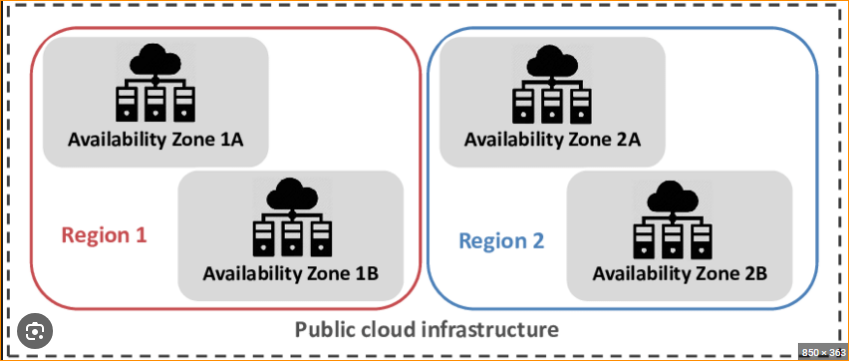 Availability Zone 1A
Availability Zone 2A
Region 1
Availability Zone 1B
Region 2
Availability Zone 2B
Public cloud infrastructure
850 × 363